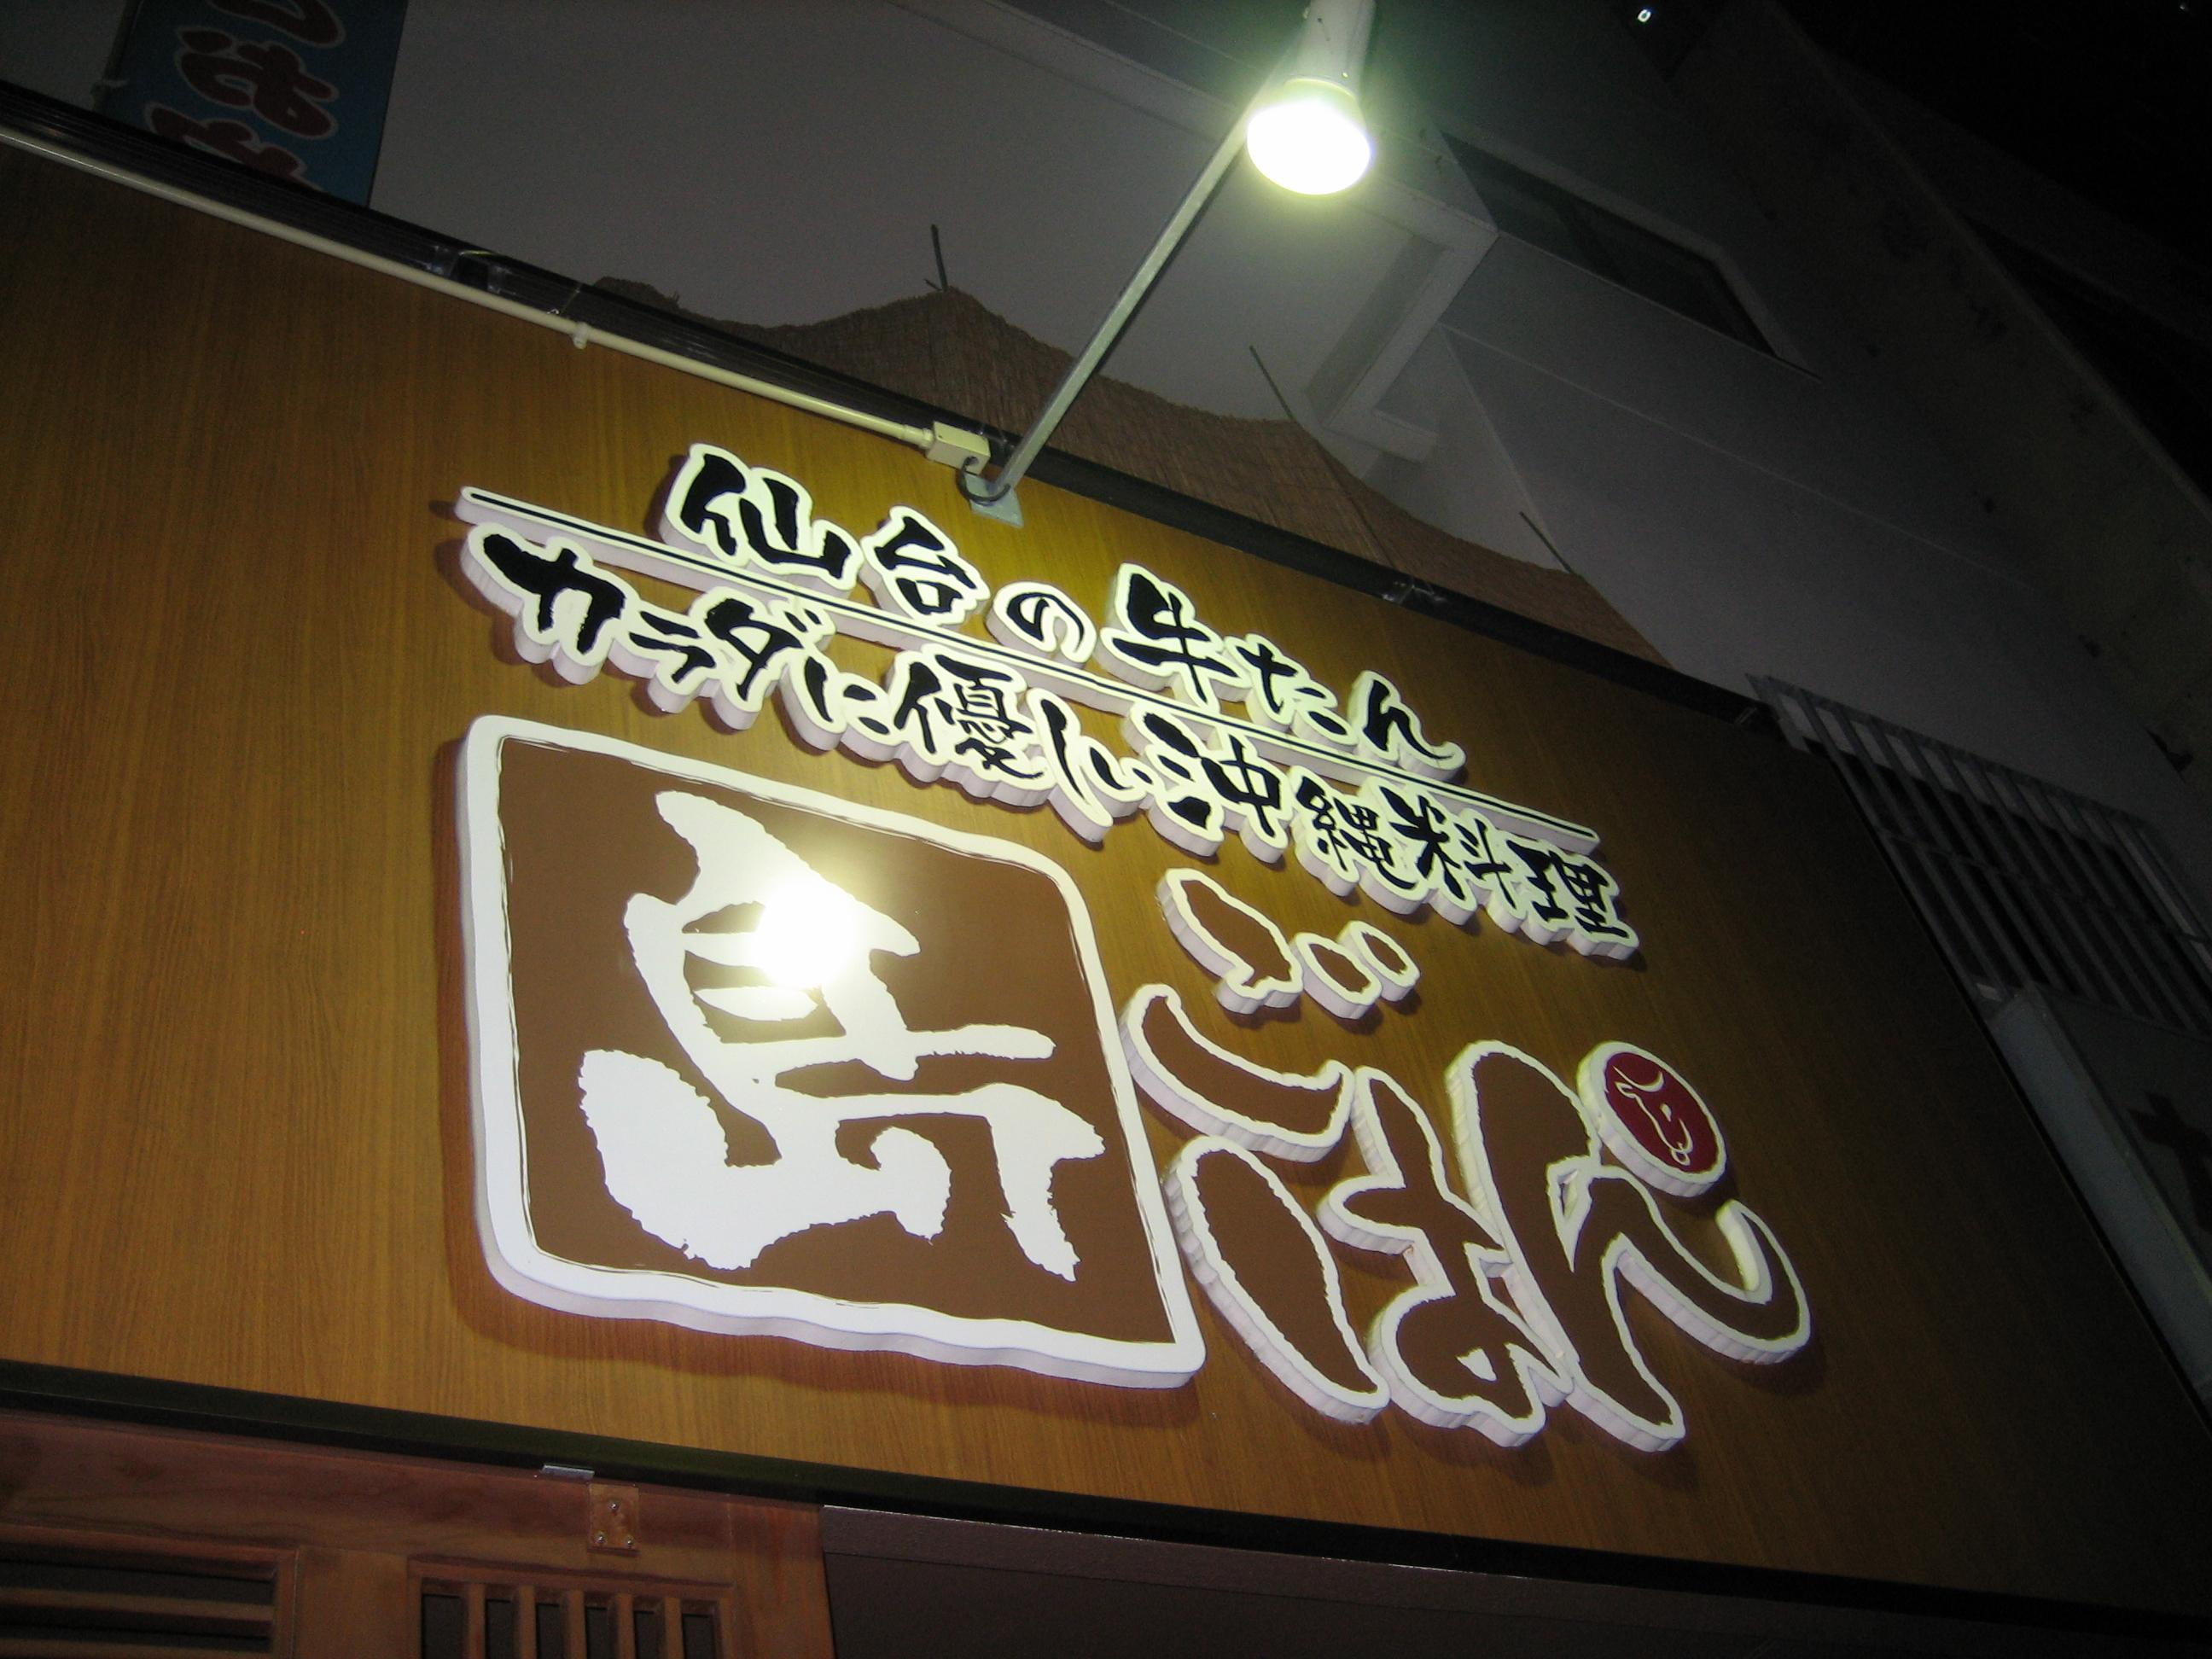 仙台の牛たん
カラダに優しい沖縄料理
島ごはん